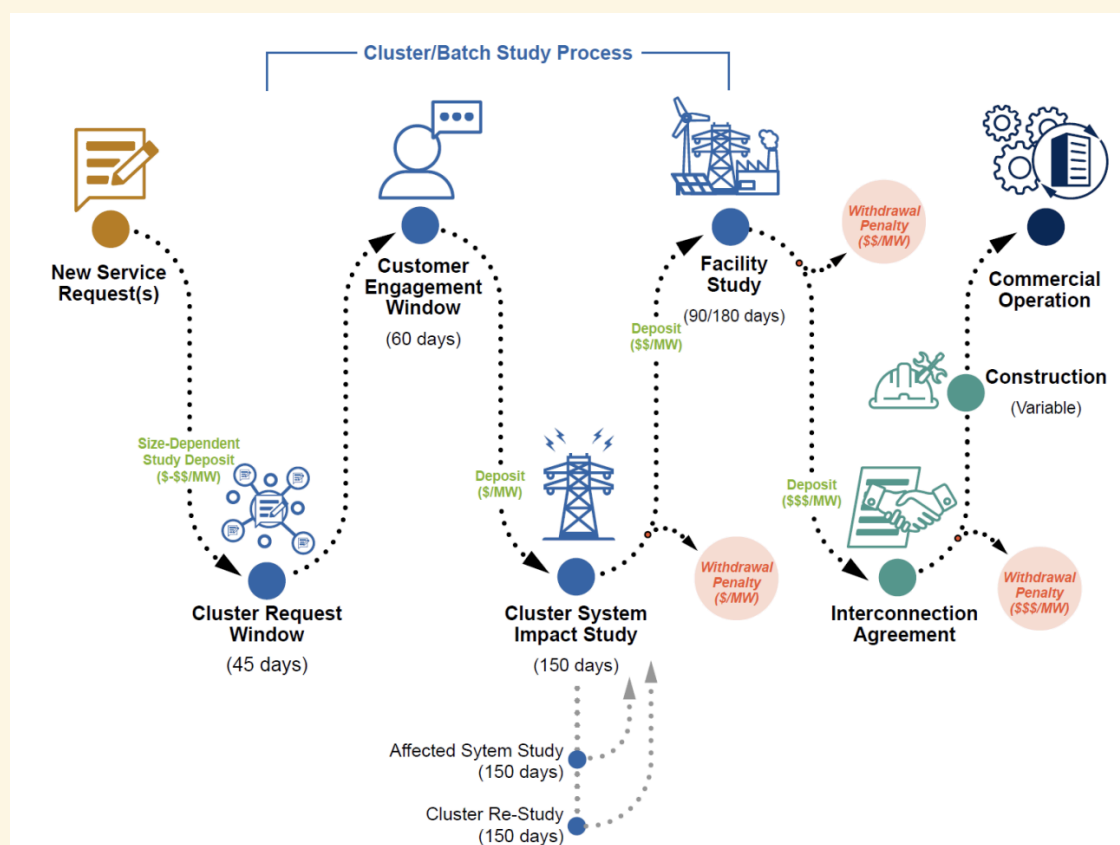 Cluster/Batch Study Process
New Service
Request(s)
Size-Dependent
Study Deposit
($-$$/MW)
Cluster Request
Window
(45 days)
Customer
Engagement
Window
(60 days)
Deposit
($/MW)
Cluster System
Impact Study
(150 days)
Affected Sytem Study
(150 days)
Cluster Re-Study
(150 days)
Withdrawal
Penalty
($/MW)
Deposit
($$/MW)
Facility
Study
(90/180 days)
Withdrawal
Penalty
($$/MW)
Deposit
($$$/MW)
Interconnection
Agreement
Withdrawal
Penalty
($$$/MW)
Construction
(Variable)
Commercial
Operation